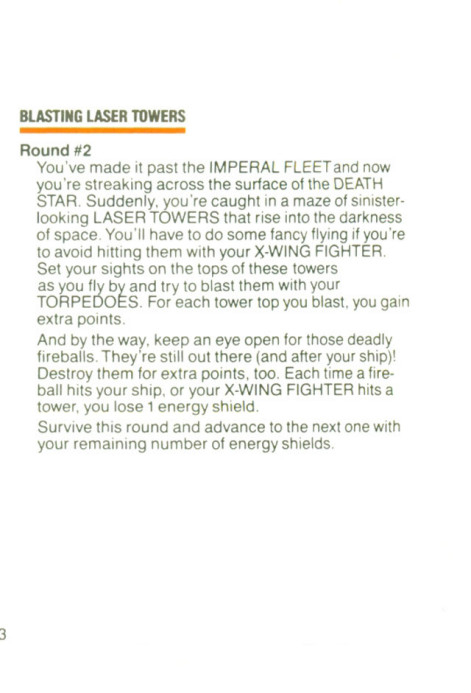 BLASTING LASER TOWERS
Round #2
You've made it past the IMPERAL FLEET and now
you're streaking across the surface of the DEATH
STAR. Suddenly, you're caught in a maze of sinister-
looking LASER TOWERS that rise into the darkness
of space. You'll have to do some fancy flying if you're
to avoid hitting them with your X-WING FIGHTER.
Set your sights on the tops of these towers
as you fly by and try to blast them with your
TORPEDOES. For each tower top you blast, you gain
extra points.
And by the way, keep an eye open for those deadly
fireballs. They're still out there (and after your ship)!
Destroy them for extra points, too. Each time a fire-
ball hits your ship, or your X-WING FIGHTER hits a
tower, you lose 1 energy shield.
Survive this round and advance to the next one with
your remaining number of energy shields.
3